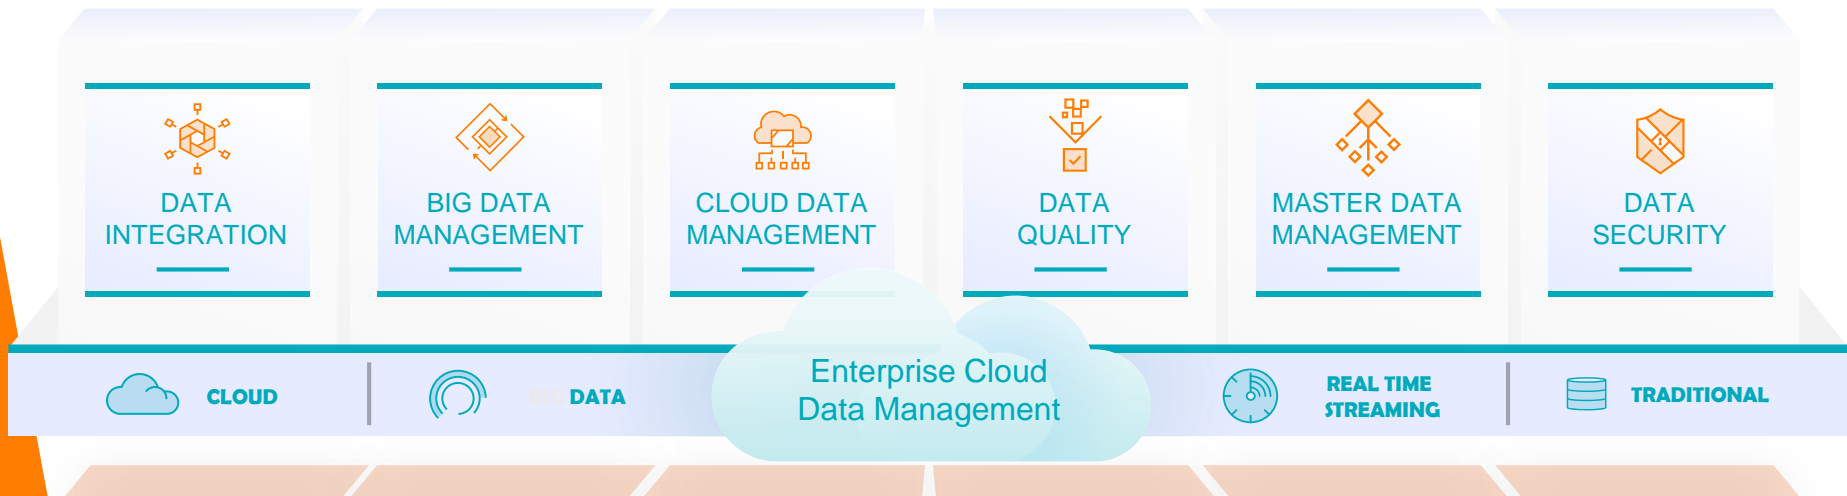 DATA
INTEGRATION
BIG DATA
MANAGEMENT
CLOUD DATA
MANAGEMENT
DATA
QUALITY
MASTER DATA
MANAGEMENT
DATA
SECURITY
CLOUD
BIG DATA
Enterprise Cloud
Data Management
REAL TIME
STREAMING
TRADITIONAL